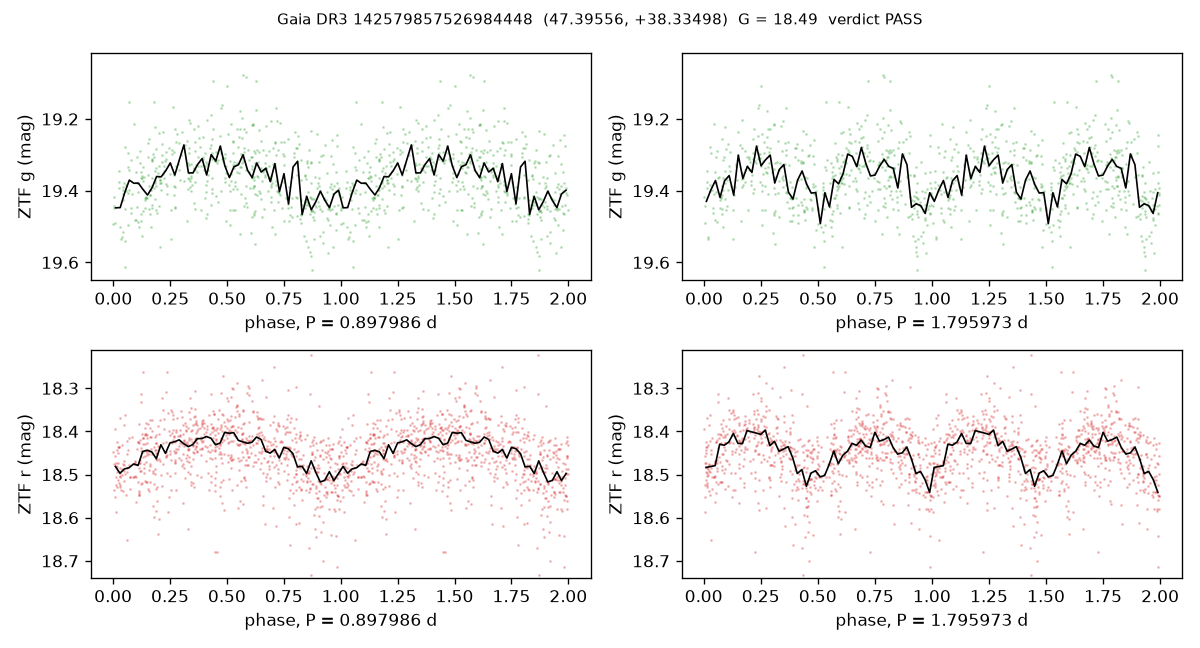 Gaia DR3 142579857526984448  (47.39556, +38.33498)  G = 18.49  verdict PASS
ZTF g (mag)
19.2
19.4
19.6
0.00 0.25 0.50 0.75 1.00 1.25 1.50 1.75 2.00
phase, P = 0.897986 d
ZTF g (mag)
19.2
19.4
19.6
0.00 0.25 0.50 0.75 1.00 1.25 1.50 1.75 2.00
phase, P = 1.795973 d
ZTF r (mag)
18.3
18.4
18.5
18.6
18.7
0.00 0.25 0.50 0.75 1.00 1.25 1.50 1.75 2.00
phase, P = 0.897986 d
ZTF r (mag)
18.3
18.4
18.5
18.6
18.7
0.00 0.25 0.50 0.75 1.00 1.25 1.50 1.75 2.00
phase, P = 1.795973 d